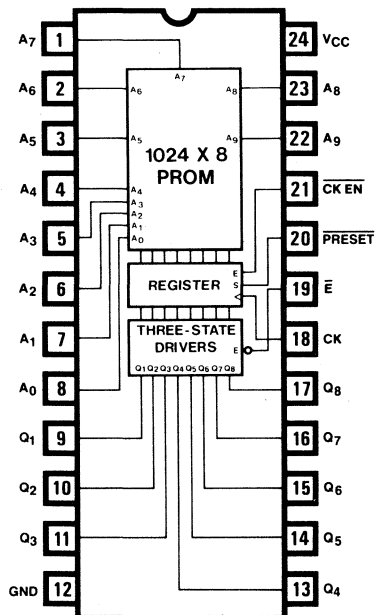 A7 1 24 VCC
A7
A6 2 A6 A8 23 A8
A5 3 A5 A9 22 A9
1024 X 8
PROM
A4 4 A4 21 CK EN
A3
A3 5 A2 20 PRESET
A1
A0
E
A2 6 REGISTER S 19 E
THREE-STATE
DRIVERS
A1 7 E 18 CK
Q1 Q2 Q3 Q4 Q5 Q6 Q7 Q8
A0 8 17 Q8
Q1 9 16 Q7
Q2 10 15 Q6
Q3 11 14 Q5
GND 12 13 Q4